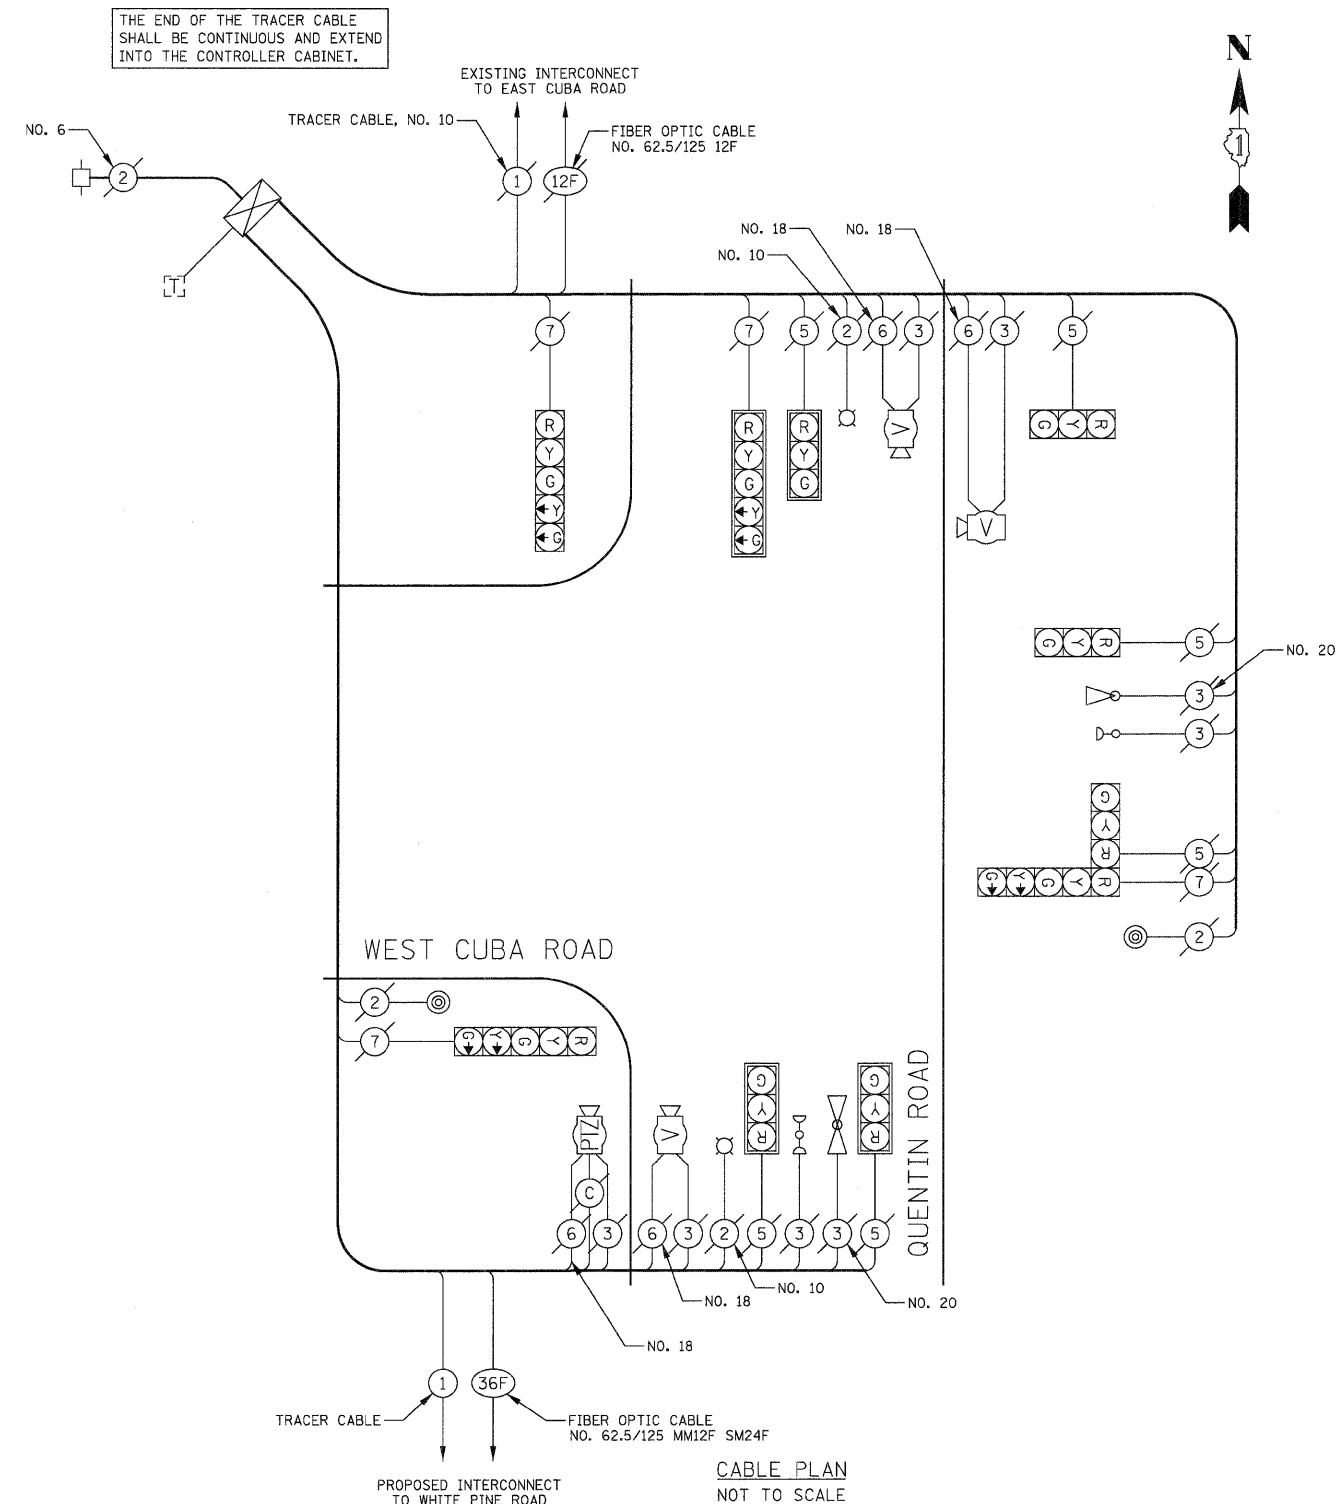 THE END OF THE TRACER CABLE
SHALL BE CONTINUOUS AND EXTEND
INTO THE CONTROLLER CABINET.
N
1
EXISTING INTERCONNECT
TO EAST CUBA ROAD
TRACER CABLE, NO. 10
FIBER OPTIC CABLE
NO. 62.5/125 12F
NO. 6
2
1
12F
T
NO. 18
NO. 18
NO. 10
7
7
5
2
6
3
6
3
5
R
Y
G
Y
G
R
Y
G
Y
G
R
Y
G
V
V
G Y R
G Y R
5
NO. 20
3
3
G
Y
R
5
G Y G Y R
7
2
WEST CUBA ROAD
2
7
G Y G Y R
PTZ
C
6
3
V
6
3
2
G
Y
R
5
3
3
G
Y
R
5
QUENTIN ROAD
NO. 10
NO. 18
NO. 20
NO. 18
1
36F
TRACER CABLE
FIBER OPTIC CABLE
NO. 62.5/125 MM12F SM24F
PROPOSED INTERCONNECT
TO WHITE PINE ROAD
CABLE PLAN
NOT TO SCALE